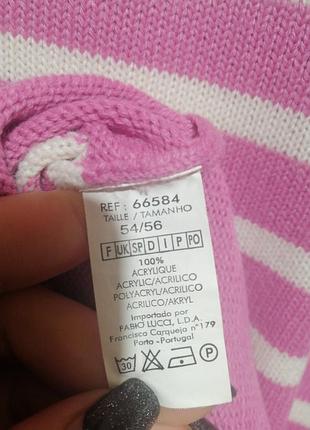 REF : 66584
TAILLE / TAMANHO
54/56
F UK SP D I P PO
100%
ACRYLIQUE
ACRYLIC/ACRILICO
POLYACRYL/ACRILICO
ACRILICO/AKRYL
Importado por
FABIO LUCCI, L.D.A.
Francisco Carqueja n° 179
Porto - Portugal
30 P